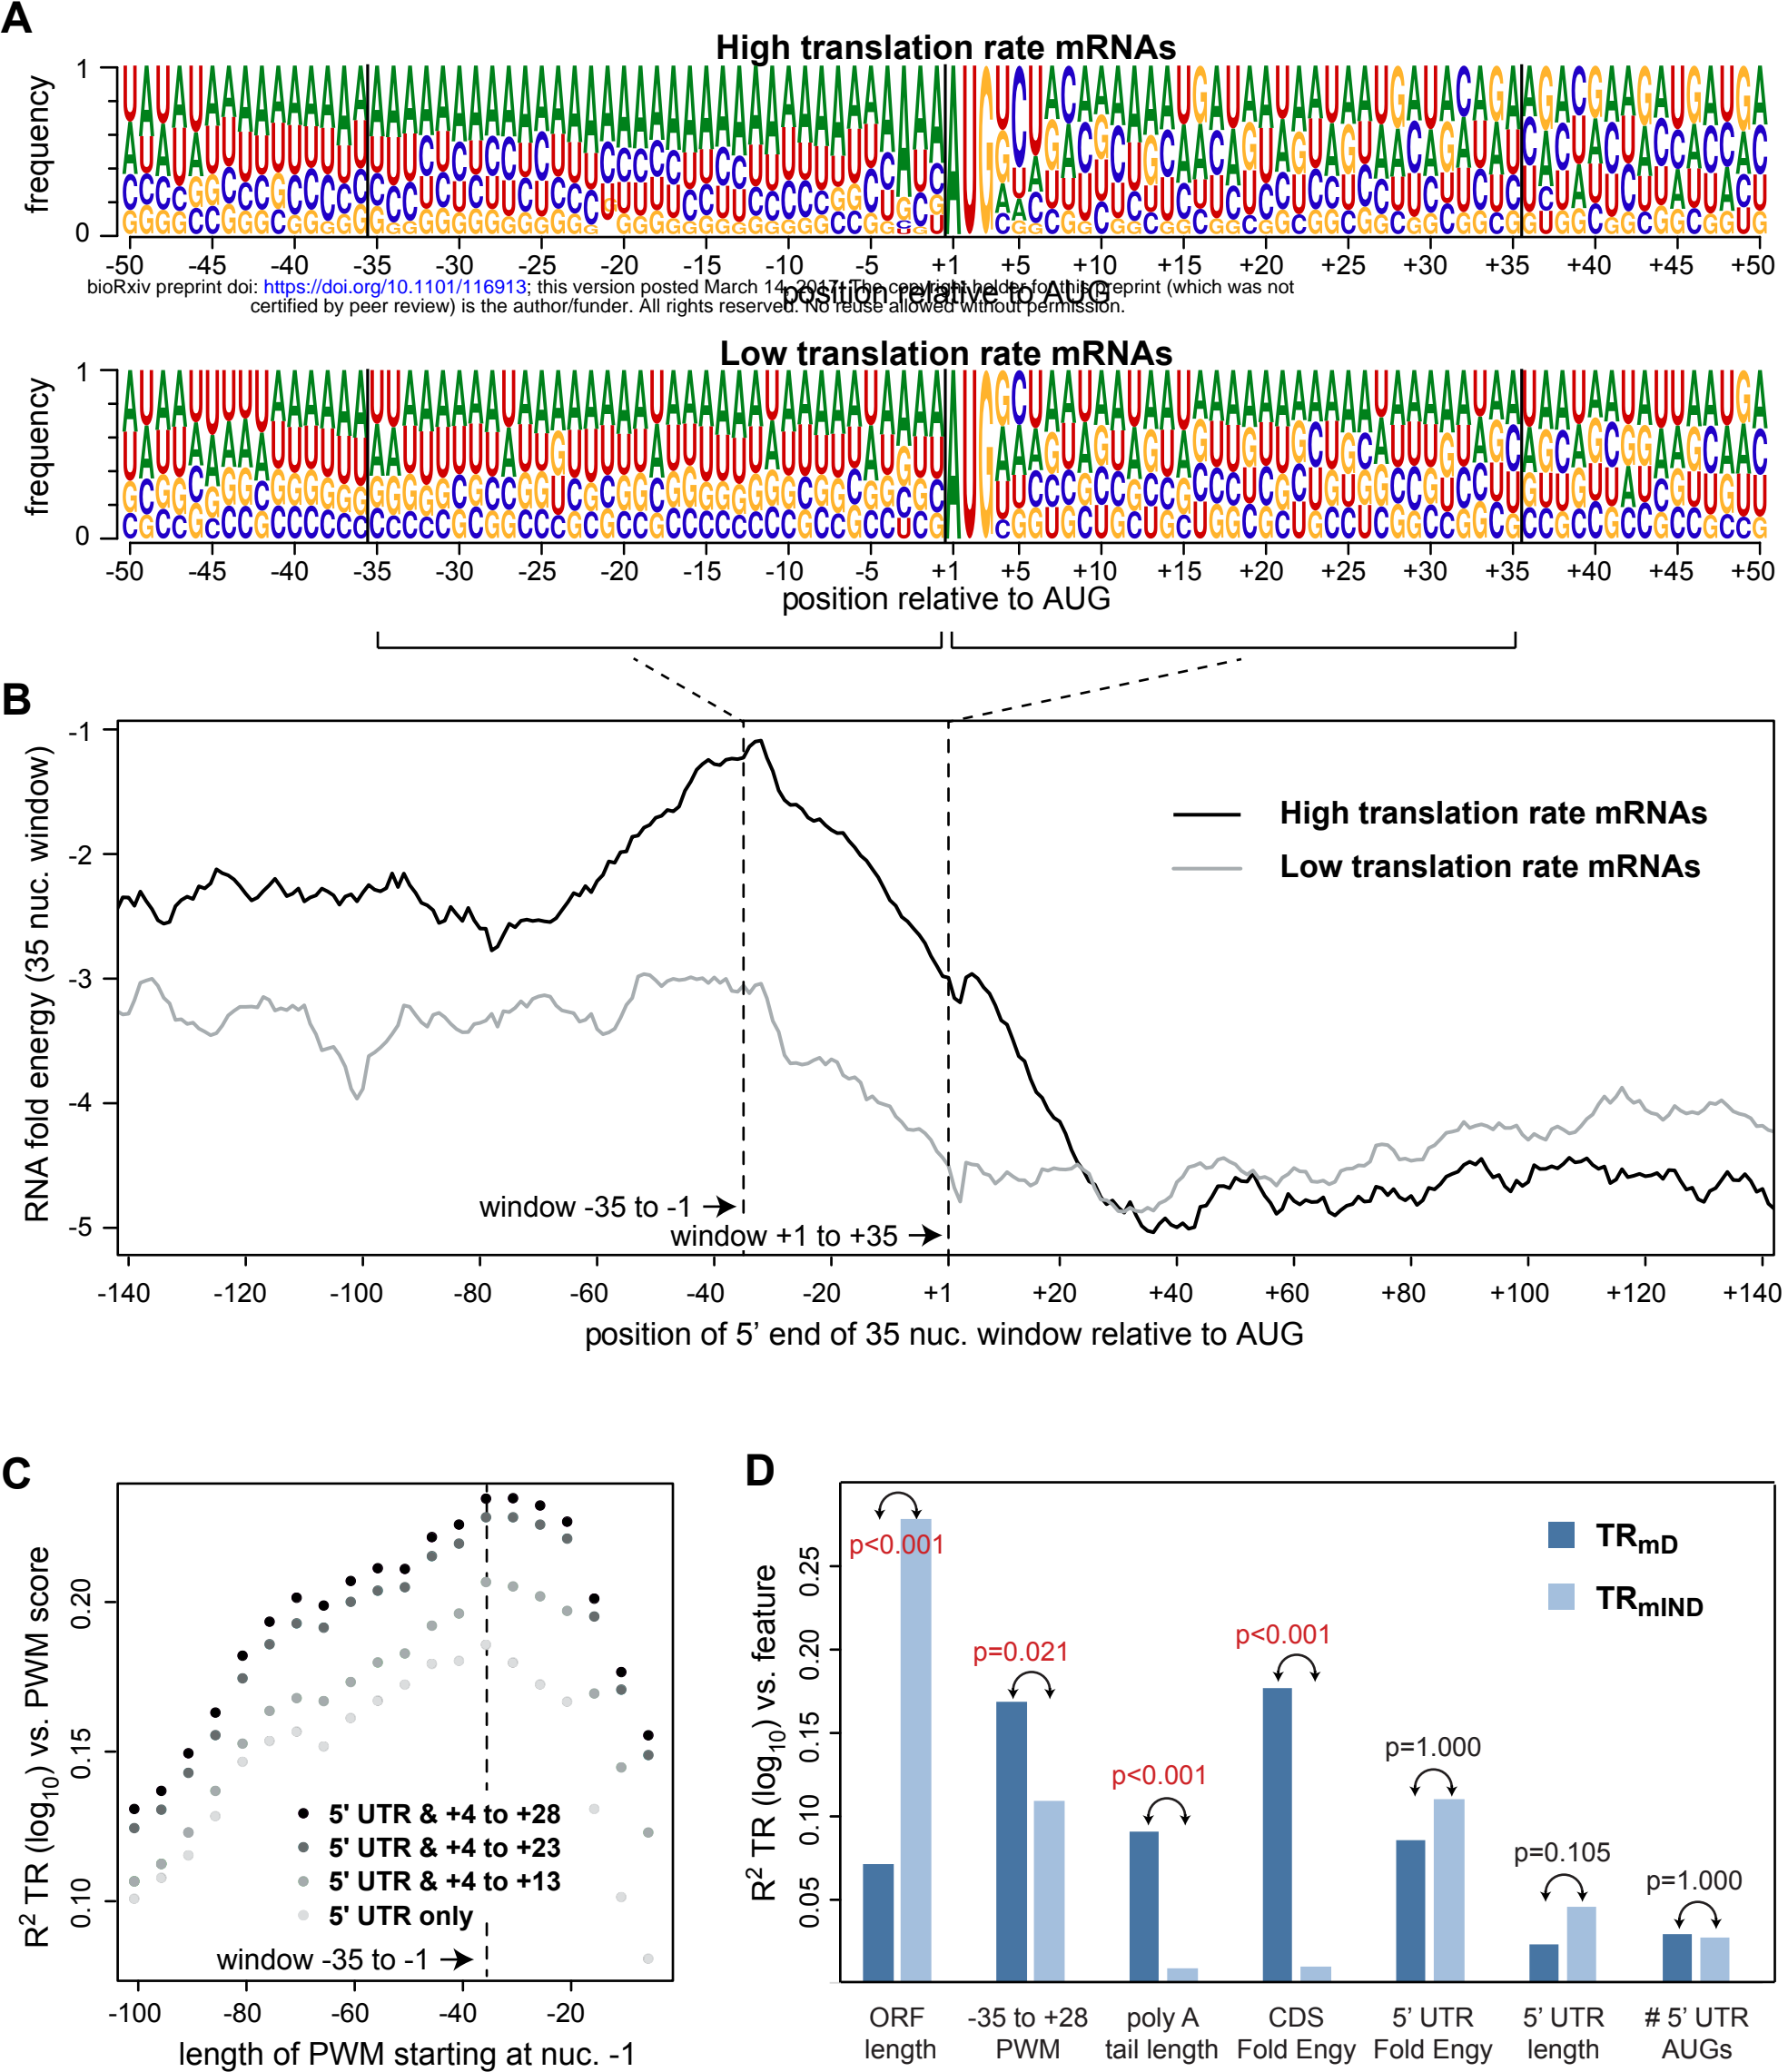 A
High translation rate mRNAs
frequency
1
0
-50 -45 -40 -35 -30 -25 -20 -15 -10 -5 +1 +5 +10 +15 +20 +25 +30 +35 +40 +45 +50
position relative to AUG
bioRxiv preprint doi: https://doi.org/10.1101/116913; this version posted March 14, 2017. The copyright holder for this preprint (which was not
certified by peer review) is the author/funder. All rights reserved. No reuse allowed without permission.
Low translation rate mRNAs
frequency
1
0
-50 -45 -40 -35 -30 -25 -20 -15 -10 -5 +1 +5 +10 +15 +20 +25 +30 +35 +40 +45 +50
position relative to AUG
B
RNA fold energy (35 nuc. window)
-1
-2
-3
-4
-5
High translation rate mRNAs
Low translation rate mRNAs
window -35 to -1
window +1 to +35
-140 -120 -100 -80 -60 -40 -20 +1 +20 +40 +60 +80 +100 +120 +140
position of 5’ end of 35 nuc. window relative to AUG
C
R2 TR (log10) vs. PWM score
0.20
0.15
0.10
5' UTR & +4 to +28
5' UTR & +4 to +23
5' UTR & +4 to +13
5' UTR only
window -35 to -1
-100 -80 -60 -40 -20
length of PWM starting at nuc. -1
D
R2 TR (log10) vs. feature
0.25
0.20
0.15
0.10
0.05
TRmD
TRmIND
p<0.001
p=0.021
p<0.001
p<0.001
p=1.000
p=0.105
p=1.000
ORF length
-35 to +28 PWM
poly A tail length
CDS Fold Engy
5’ UTR Fold Engy
5’ UTR length
# 5’ UTR AUGs